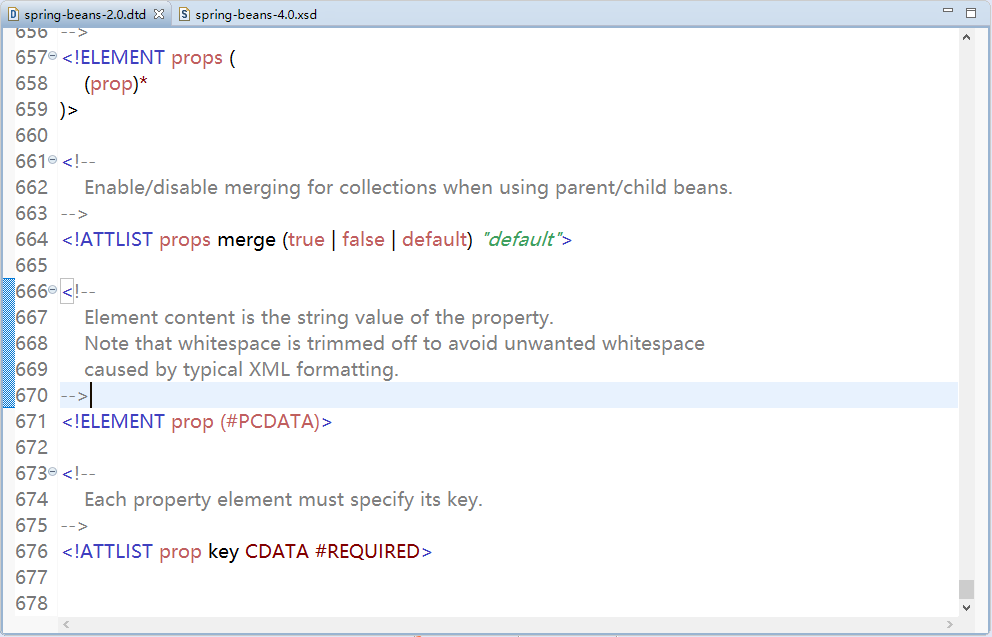 spring-beans-2.0.dtd spring-beans-4.0.xsd
656 -->
657 <!ELEMENT props (
658 (prop)*
659 )>
660
661 <!--
662 Enable/disable merging for collections when using parent/child beans.
663 -->
664 <!ATTLIST props merge (true | false | default) "default">
665
666 <!--
667 Element content is the string value of the property.
668 Note that whitespace is trimmed off to avoid unwanted whitespace
669 caused by typical XML formatting.
670 -->
671 <!ELEMENT prop (#PCDATA)>
672
673 <!--
674 Each property element must specify its key.
675 -->
676 <!ATTLIST prop key CDATA #REQUIRED>
677
678